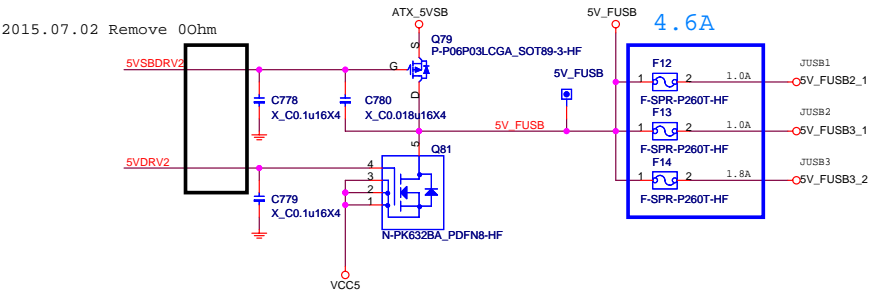 ATX_5VSB
5V_FUSB
4.6A
2015.07.02 Remove 0Ohm
Q79
P-P06P03LCGA_SOT89-3-HF
S
G
D
5VSBDRV2
C778
X_C0.1u16X4
C780
X_C0.018u16X4
5V_FUSB
5V_FUSB
F12
1
2
1.0A
F-SPR-P260T-HF
JUSB1
5V_FUSB2_1
F13
1
2
1.0A
F-SPR-P260T-HF
JUSB2
5V_FUSB3_1
F14
1
2
1.8A
F-SPR-P260T-HF
JUSB3
5V_FUSB3_2
5VDRV2
Q81
5
4
3
2
1
N-PK632BA_PDFN8-HF
C779
X_C0.1u16X4
VCC5